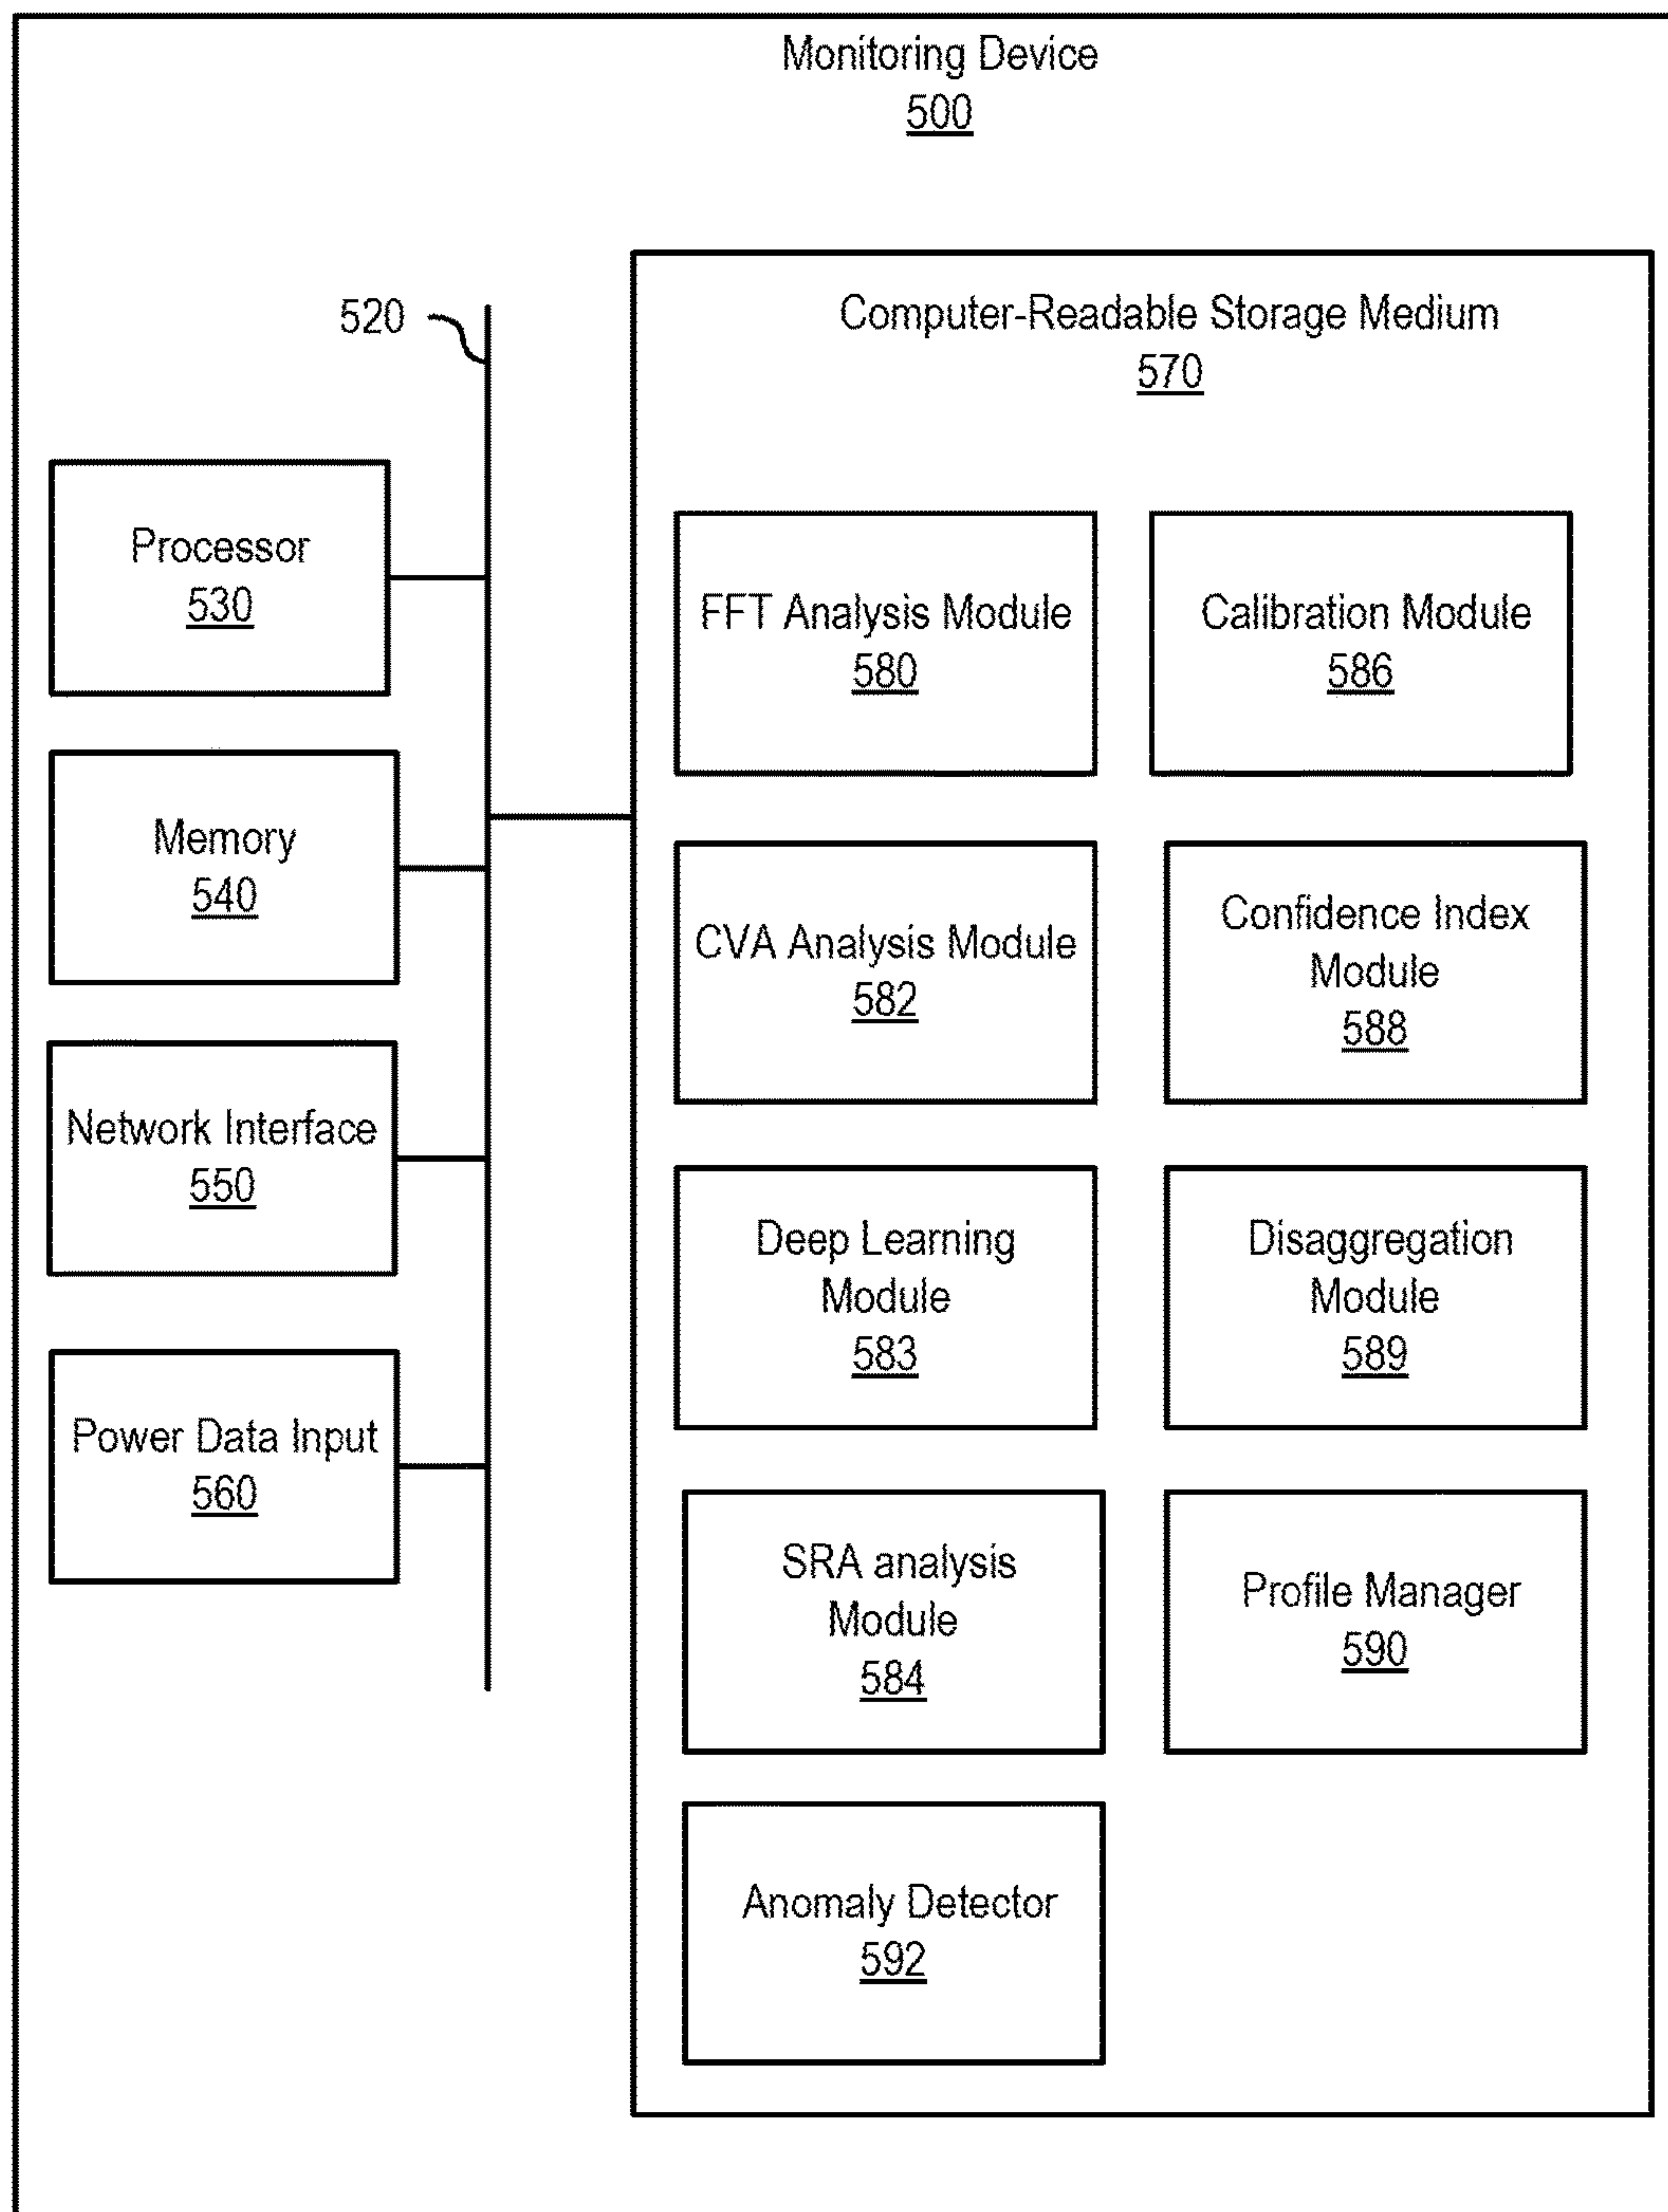 Monitoring Device
500
520
Processor
530
Memory
540
Network Interface
550
Power Data Input
560
Computer-Readable Storage Medium
570
FFT Analysis Module
580
Calibration Module
586
CVA Analysis Module
582
Confidence Index
Module
588
Deep Learning
Module
583
Disaggregation
Module
589
SRA analysis
Module
584
Profile Manager
590
Anomaly Detector
592